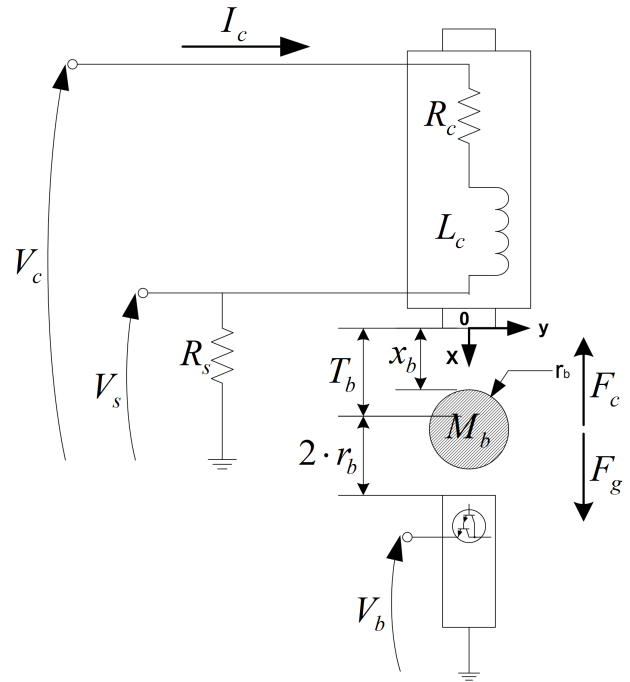 I_c
R_c
V_c
L_c
0
y
x_b
x
R_s
T_b
r_b
F_c
V_s
M_b
2 · r_b
F_g
V_b